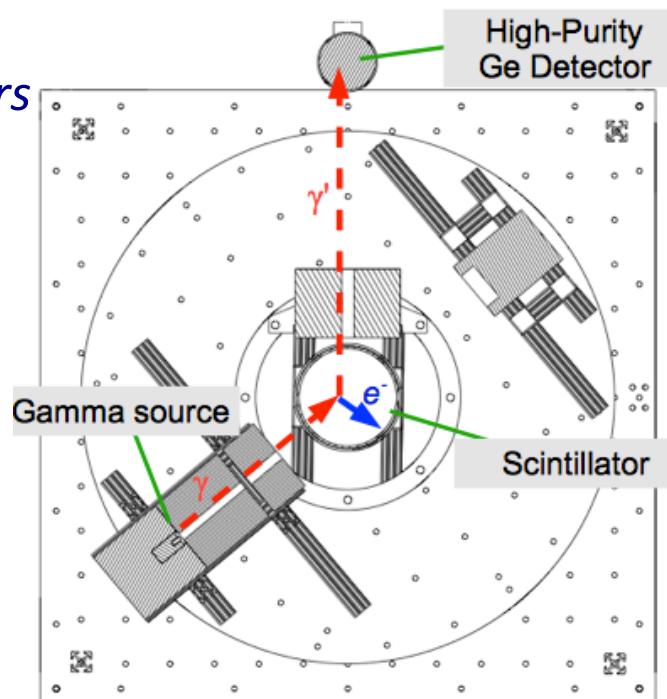 High-Purity
Ge Detector
rs
γ'
e-
Gamma source
γ
Scintillator